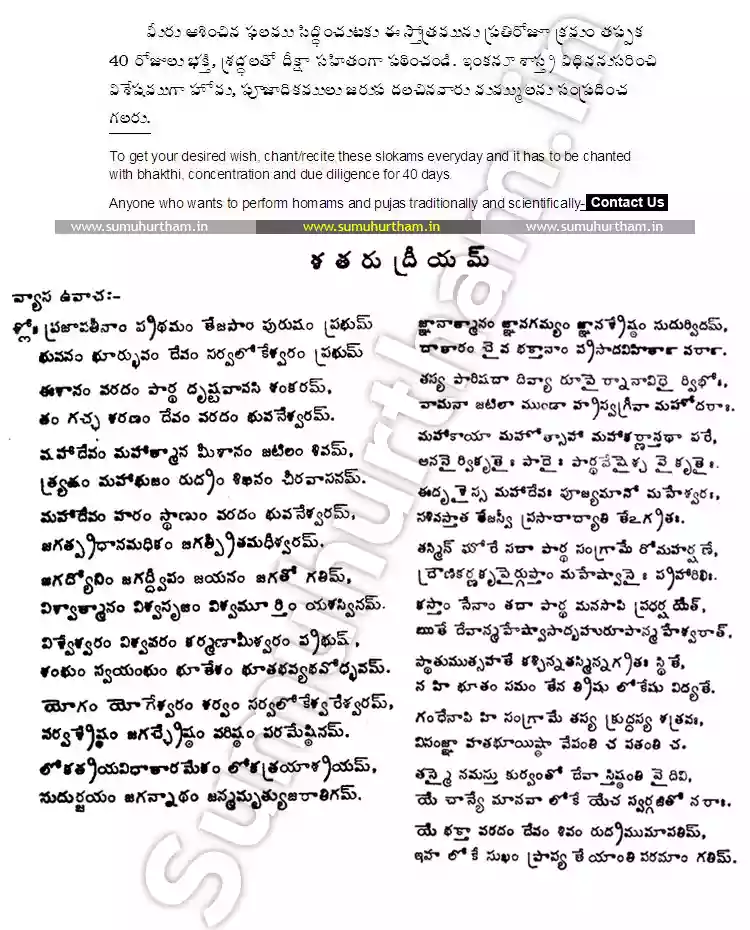 మీరు ఆశించిన ఫలము సిద్ధించుటకు ఈ స్తోత్రమును ప్రతిరోజూ క్రమం తప్పక
40 రోజులు భక్తి, శ్రద్ధలతో దీక్షా సహితంగా పఠించండి. ఇంకనూ శాస్త్ర విధిననుసరించి
విశేషముగా హోమ, పూజాదికములు జరుప దలచినవారు మమ్ములను సంప్రదించ
గలరు.
To get your desired wish, chant/recite these slokams everyday and it has to be chanted
with bhakthi, concentration and due diligence for 40 days.
Anyone who wants to perform homams and pujas traditionally and scientifically- Contact Us
www.sumuhurtham.in www.sumuhurtham.in www.sumuhurtham.in
శతరుద్రీయమ్
వ్యాస ఉవాచః-
శ్లోః ప్రజాపతీనాం ప్రథమం తేజసాం పురుషం ప్రభుమ్
భువనం భూర్భువం దేవం సర్వలోకేశ్వరం ప్రభుమ్
ఈశానం వరదం పార్థ దృష్టవానసి శంకరమ్,
తం గచ్ఛ శరణం దేవం వరదం భువనేశ్వరమ్.
మహాదేవం మహాత్మాన మీశానం జటిలం శివమ్,
త్ర్యక్షం మహాభుజం రుద్రం శిఖినం చీరవాసనమ్.
మహాదేవం హరం స్థాణుం వరదం భువనేశ్వరమ్,
జగత్ప్రధానమధికం జగత్ప్రీతమధీశ్వరమ్.
జగద్యోనిం జగద్ద్వీపం జయనం జగతో గతిమ్,
విశ్వాత్మానం విశ్వసృజం విశ్వమూర్తిం యశస్వినమ్.
విశ్వేశ్వరం విశ్వవరం కర్మణామీశ్వరం ప్రభుమ్,
శంభుం స్వయంభుం భూతేశం భూతభవ్యభవోద్భవమ్.
యోగం యోగేశ్వరం శర్వం సర్వలోకేశ్వరేశ్వరమ్,
సర్వశ్రేష్ఠం జగచ్ఛ్రేష్ఠం వరిష్ఠం పరమేష్ఠినమ్.
లోకత్రయవిధాతారమేకం లోకత్రయాశ్రయమ్,
సుదుర్జయం జగన్నాథం జన్మమృత్యుజరాతిగమ్.
జ్ఞానాత్మానం జ్ఞానగమ్యం జ్ఞానశ్రేష్ఠం సుదుర్విదమ్,
దాతారం చైవ భక్తానాం ప్రసాదవిహితాన్ వరాన్.
తస్య పారిషదా దివ్యా రూపై ర్నానావిధై ర్విభోః,
వామనా జటిలా ముండా హ్రస్వగ్రీవా మహోదరాః.
మహాకాయా మహోత్సాహా మహాకర్ణాస్తథా పరే,
ఆననైర్వికృతైః పాదైః పార్థవేషైశ్చ వైకృతైః.
ఈదృశైస్స మహాదేవః పూజ్యమానో మహేశ్వరః,
సశివస్తాత తేజస్వీ ప్రసాదాద్యాతి తేఽగ్రతః.
తస్మిన్ ఘోరే సదా పార్థ సంగ్రామే రోమహర్షణే,
ద్రౌణికర్ణకృపైర్గుప్తాం మహేష్వాసైః ప్రహారిభిః.
కస్తాం సేనాం తదా పార్థ మనసాపి ప్రధర్షయేత్,
ఋతే దేవాన్మహేష్వాసాద్బహురూపాన్మహేశ్వరాత్.
స్థాతుముత్సహతే కశ్చిన్నతస్మిన్నగ్రతః స్థితే,
న హి భూతం సమం తేన త్రిషు లోకేషు విద్యతే.
గంధేనాపి హి సంగ్రామే తస్య క్రుద్ధస్య శత్రవః,
విసంజ్ఞా హతభూయిష్ఠా వేపంతి చ పతంతి చ.
తస్మై నమస్తు కుర్వంతో దేవా స్తిష్ఠంతి వై దివి,
యే చాన్యే మానవా లోకే యేచ స్వర్గజితో నరాః.
యే భక్తా వరదం దేవం శివం రుద్రముమాపతిమ్,
ఇహ లోకే సుఖం ప్రాప్య తే యాంతి పరమాం గతిమ్.
Sumuhurtham.in
Sumuhurtham.in